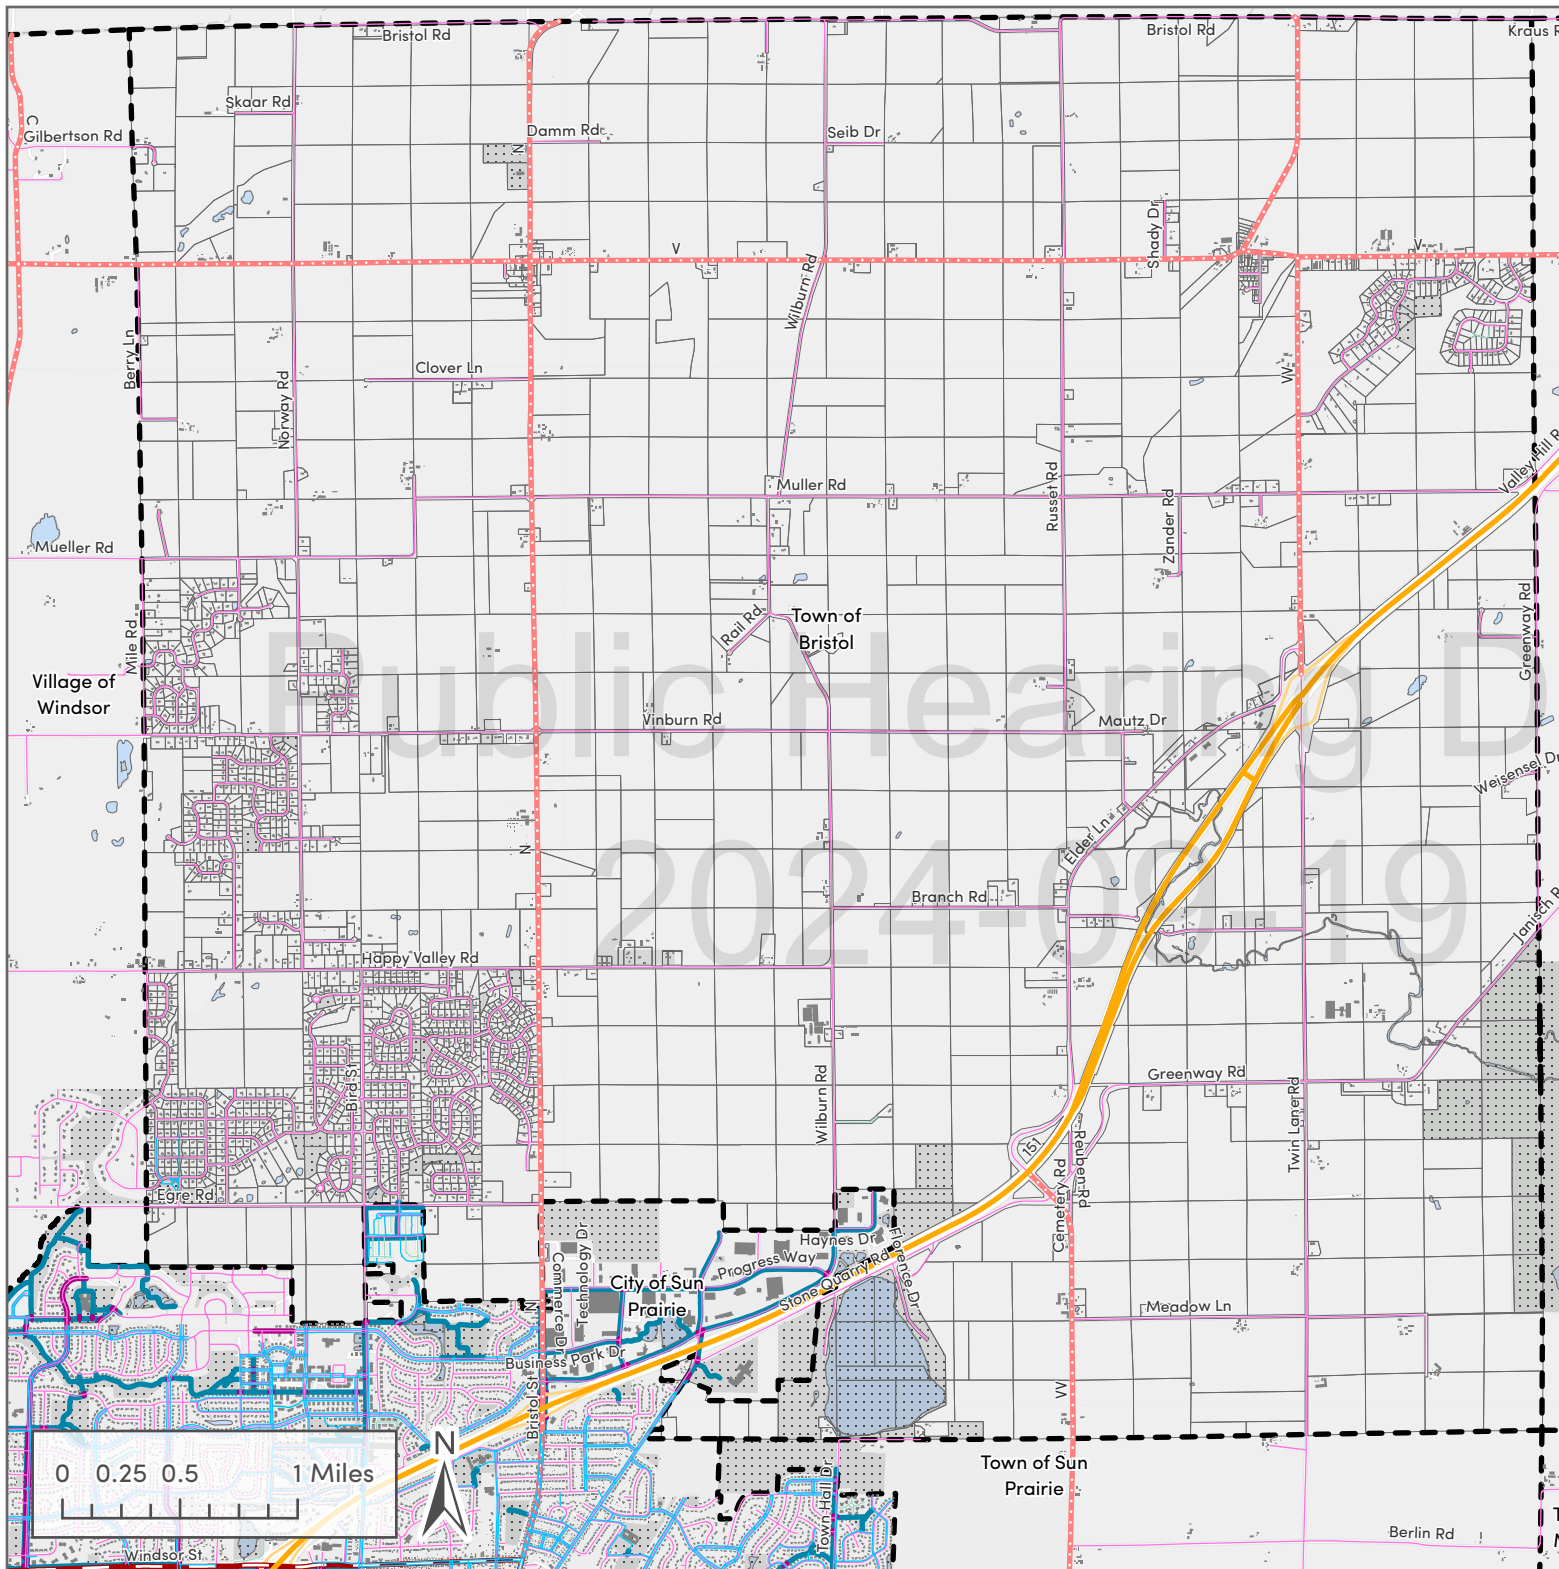 Bristol Rd
Bristol Rd
Kraus R
Skaar Rd
C
Gilbertson Rd
Damm Rd
N
Seib Dr
Shady Dr
V
V
Wilburn Rd
Berry Ln
Norway Rd
Clover Ln
VV
Muller Rd
Russet Rd
Zander Rd
Valley Hill R
Mueller Rd
Mile Rd
Rail Rd
Town of
Bristol
Greenway Rd
Village of
Windsor
Public Hearing D
Vinburn Rd
Mautz Dr
Weisensel Dr
N
Elder Ln
2024-09-19
Branch Rd
Janisch R
Happy Valley Rd
Bird St
Wilburn Rd
Greenway Rd
Twin Lane Rd
151
Reuben Rd
Cemetery Rd
Egre Rd
Haynes Dr
Florence Dr
Technology Dr
Commerce Dr
Progress Way
Stone Quarry Rd
City of Sun
Prairie
N
Meadow Ln
Business Park Dr
VV
Bristol St
N
0 0.25 0.5 1 Miles
Town of Sun
Prairie
Town Hall Dr
T
M
Berlin Rd
Windsor St